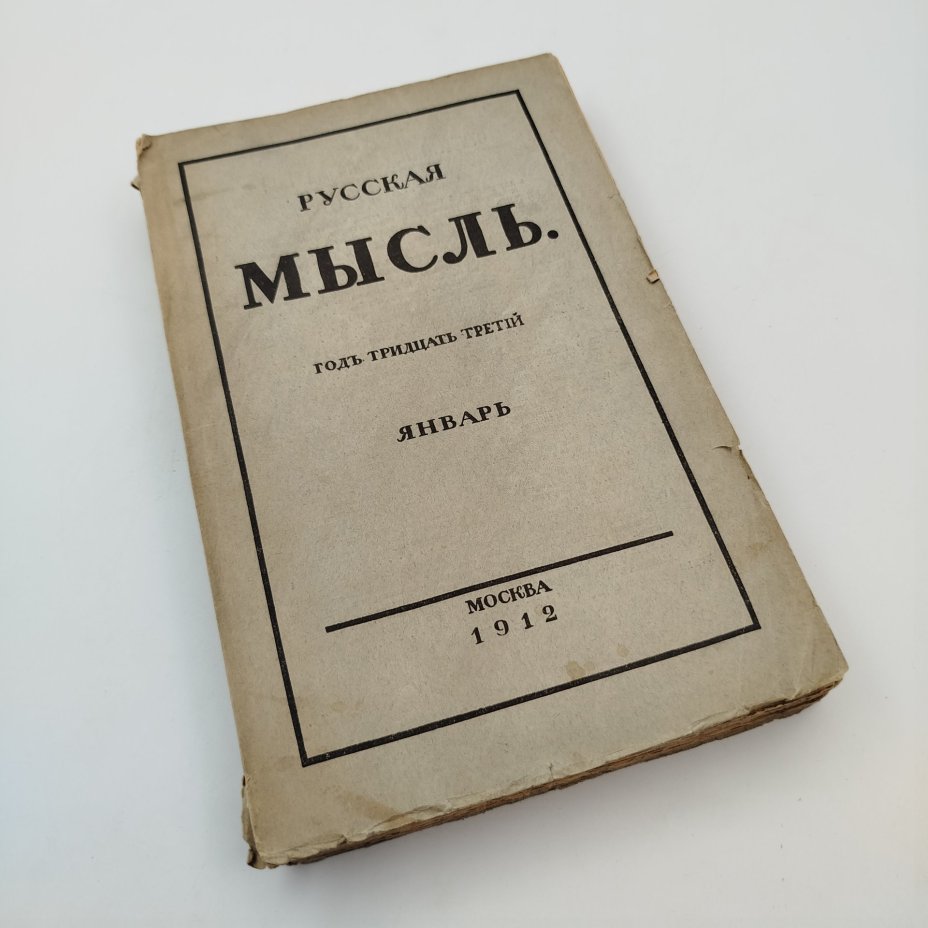 РУССКАЯ
МЫСЛЬ.
ГОДЪ ТРИДЦАТЬ ТРЕТІЙ
ЯНВАРЬ
МОСКВА
1912